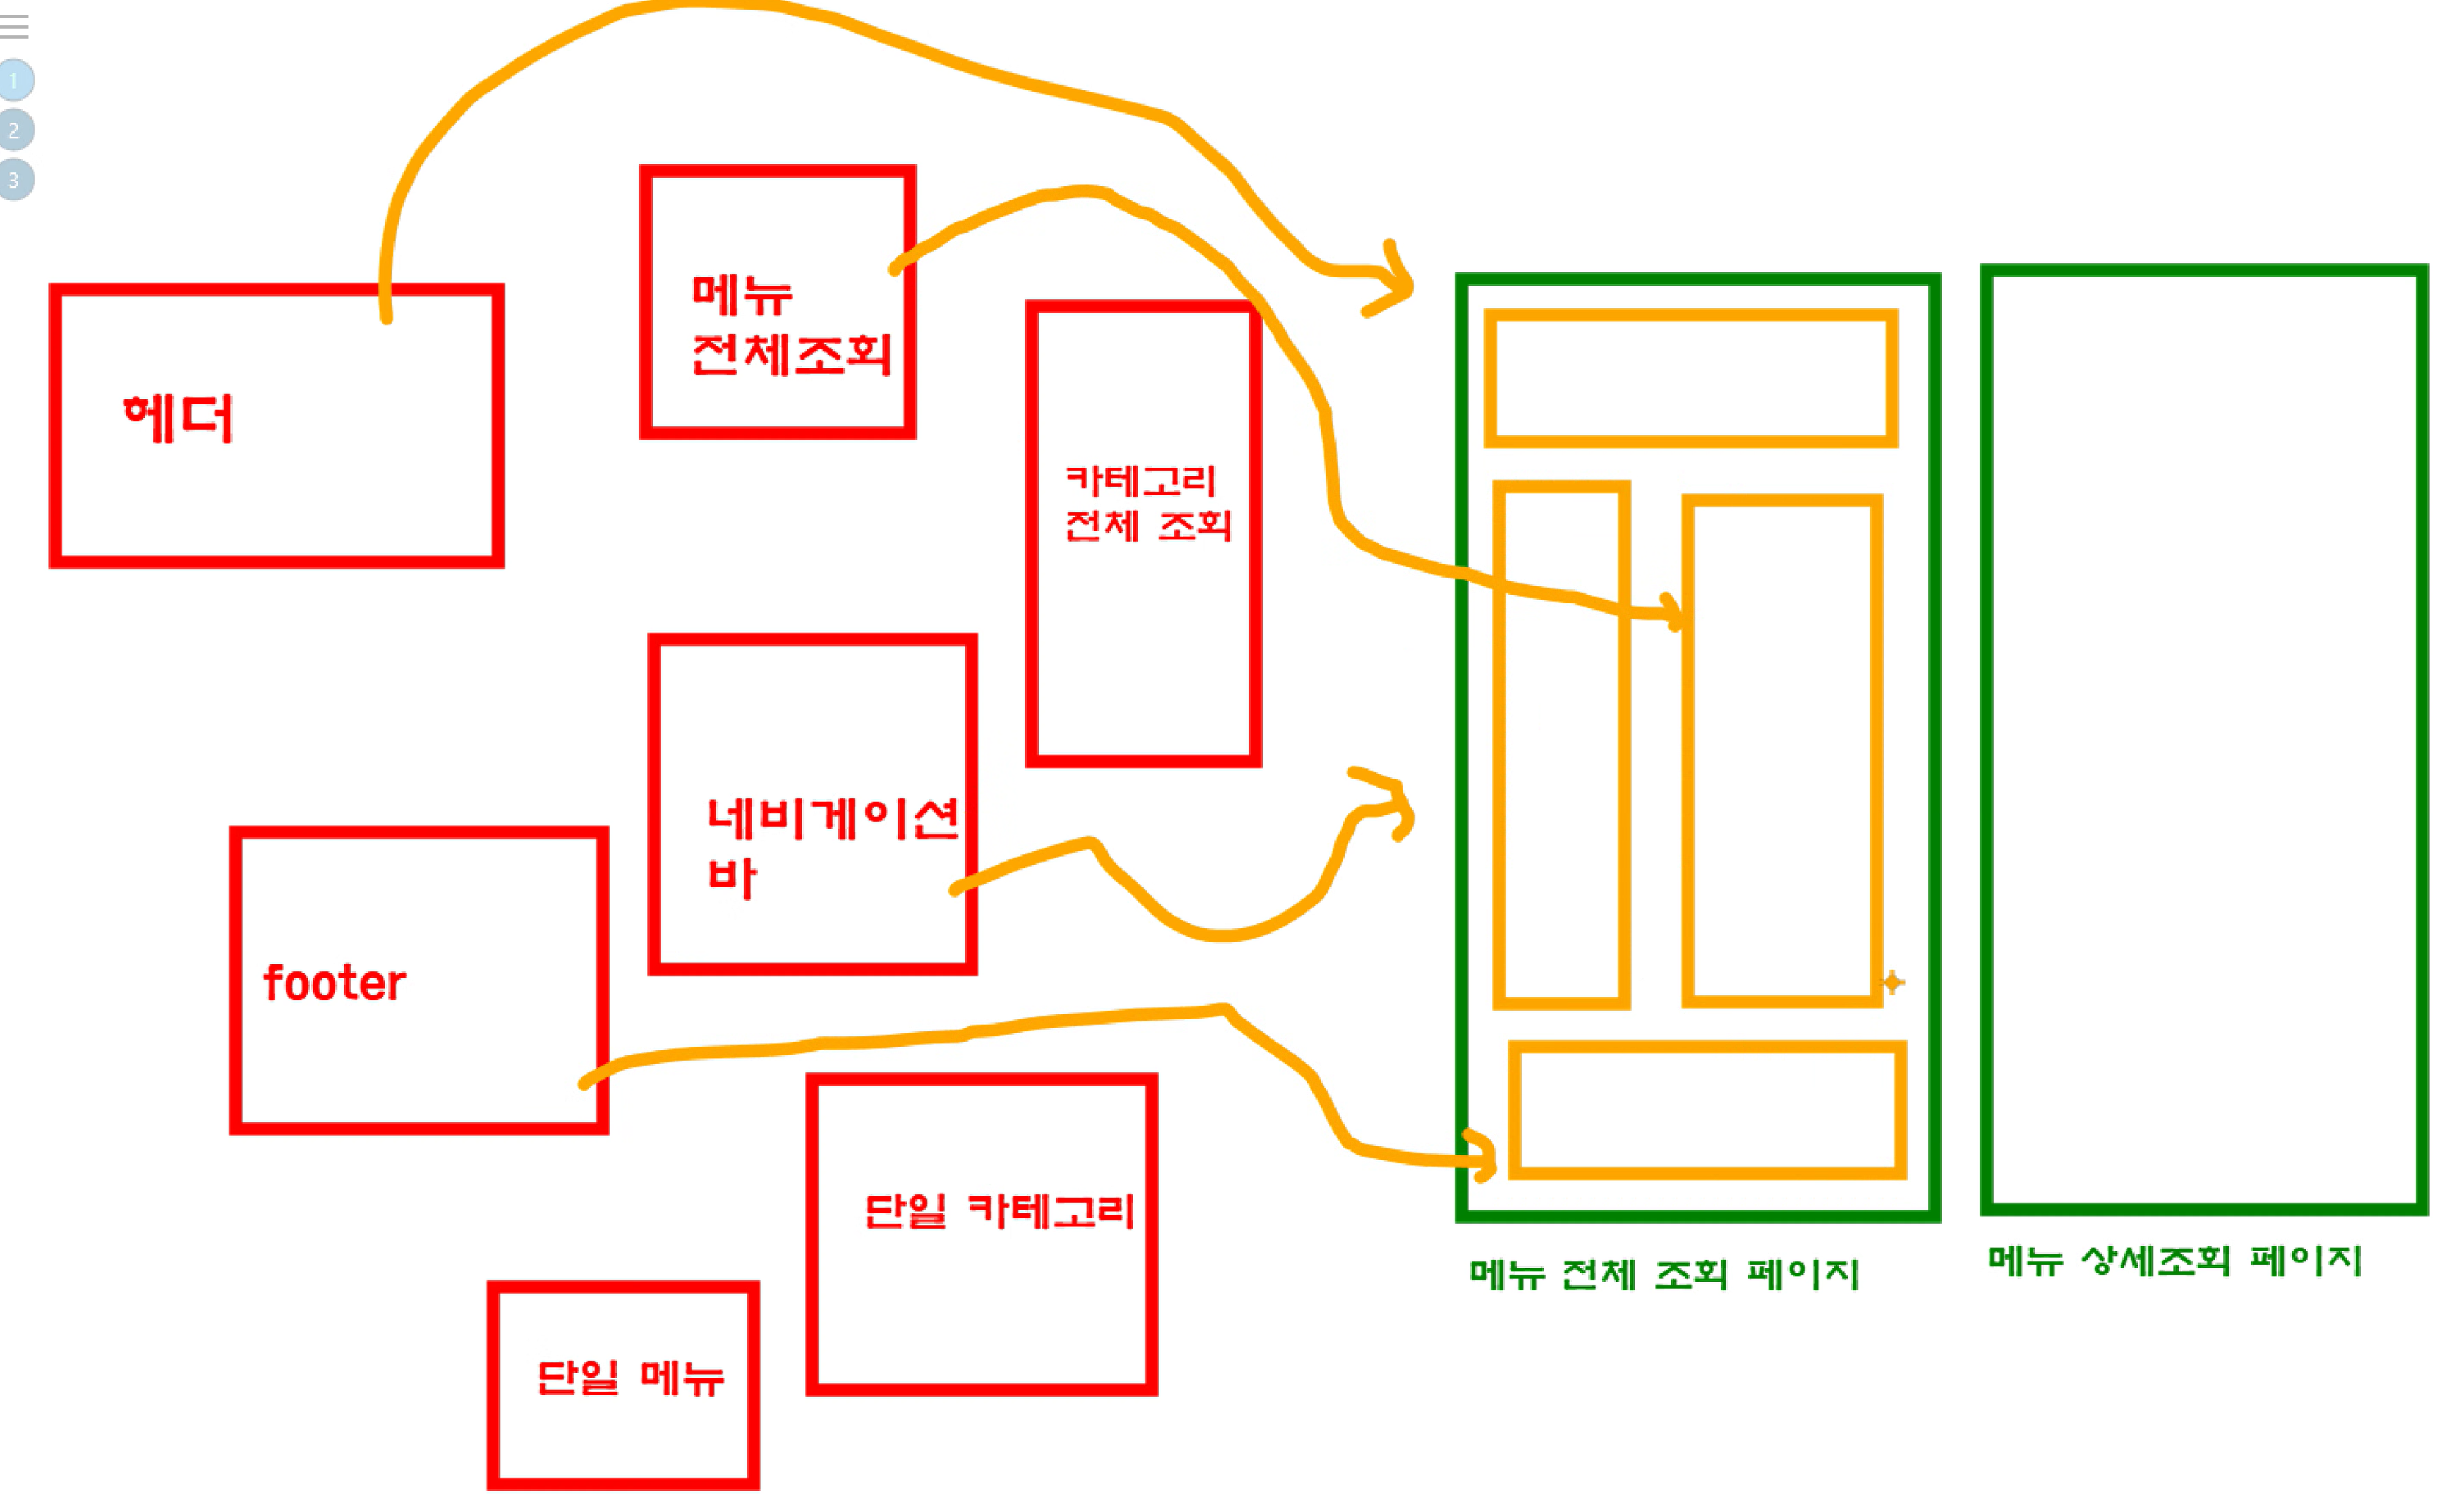 1
2
3
헤더
메뉴
전체조회
카테고리
전체 조회
네비게이션
바
footer
단일 카테고리
단일 메뉴
메뉴 전체 조회 페이지
메뉴 상세조회 페이지